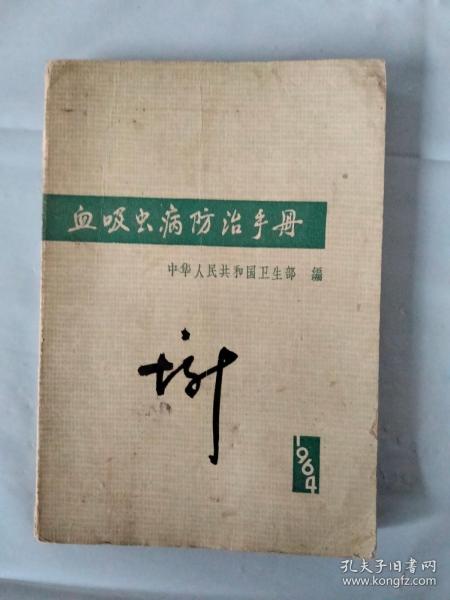 血吸虫病防治手册
中华人民共和国卫生部 编
1964
孔夫子旧书网
www.kongfz.com